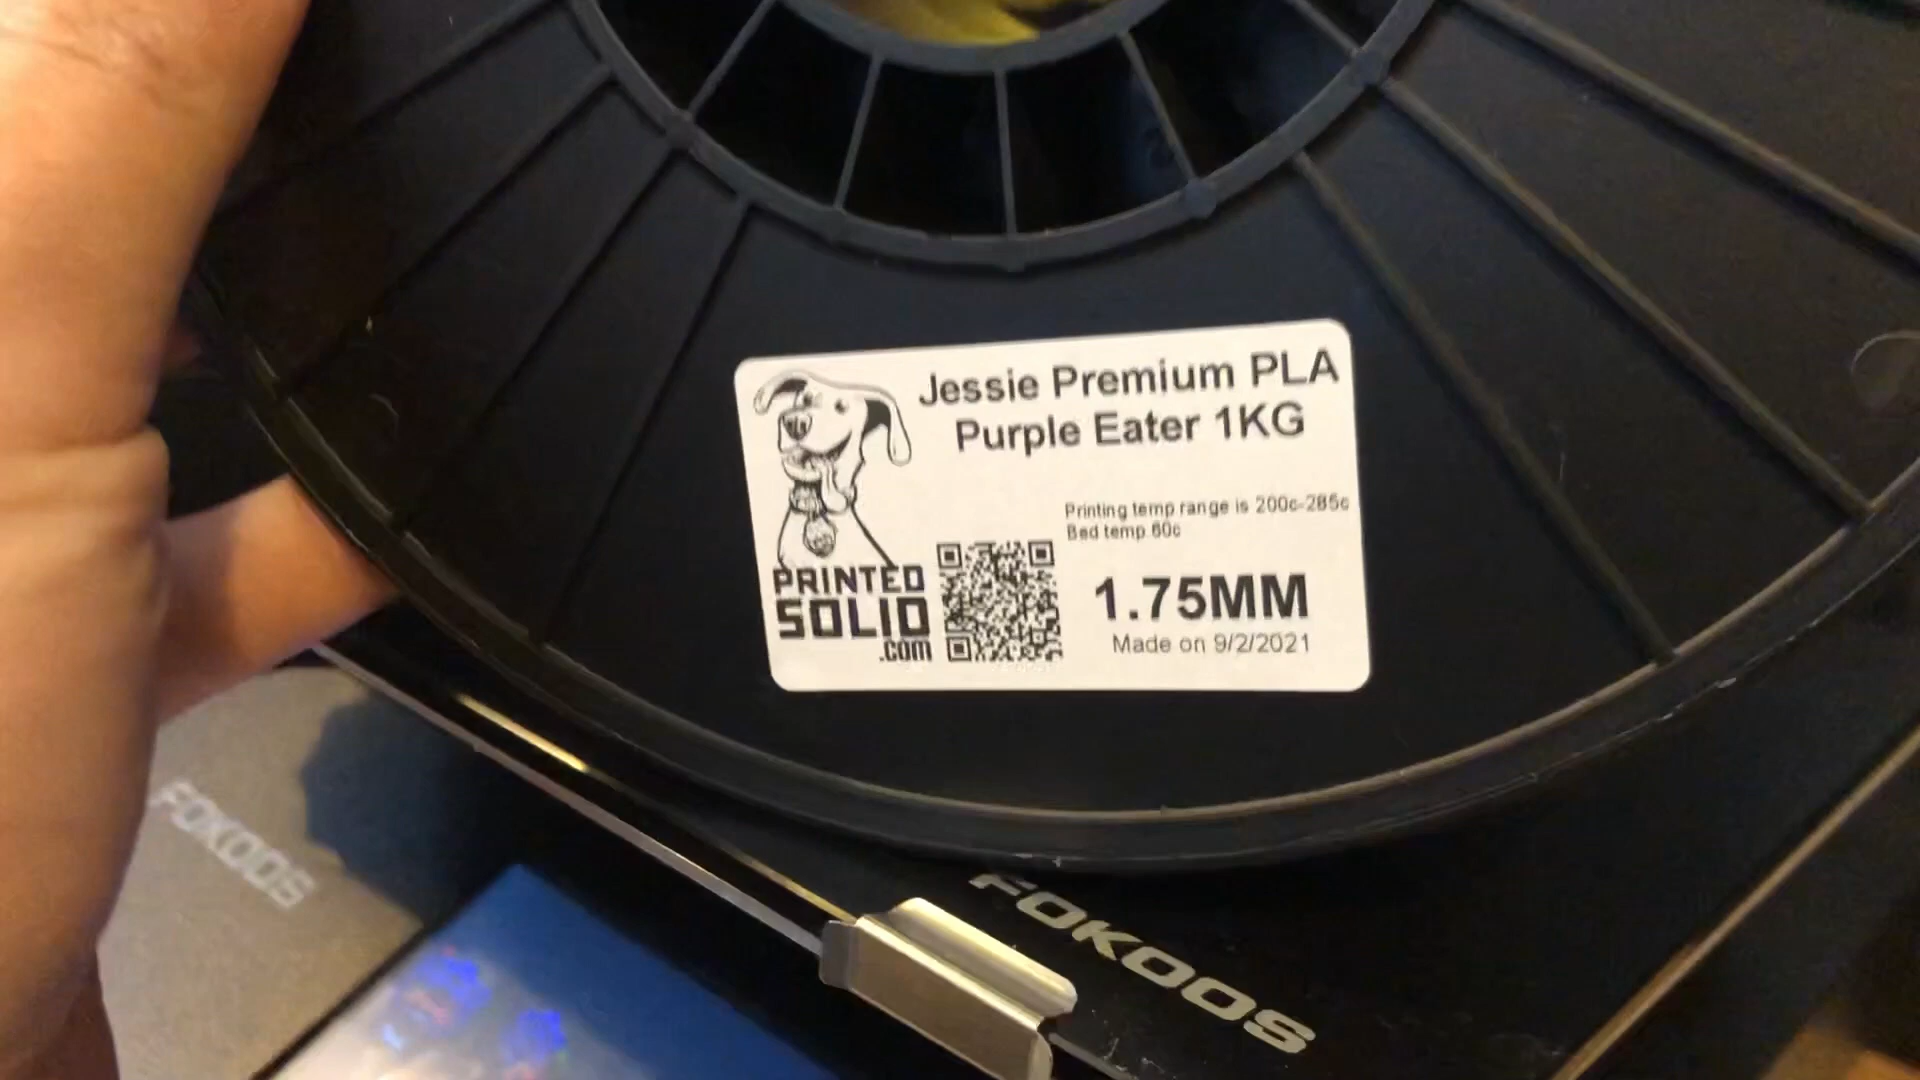 Jessie Premium PLA
Purple Eater 1KG
Printing temp range is 200c-285c
Bed temp 60c
PRINTED
SOLID
.com
1.75MM
Made on 9/2/2021
FOKOOS
FOKOOS